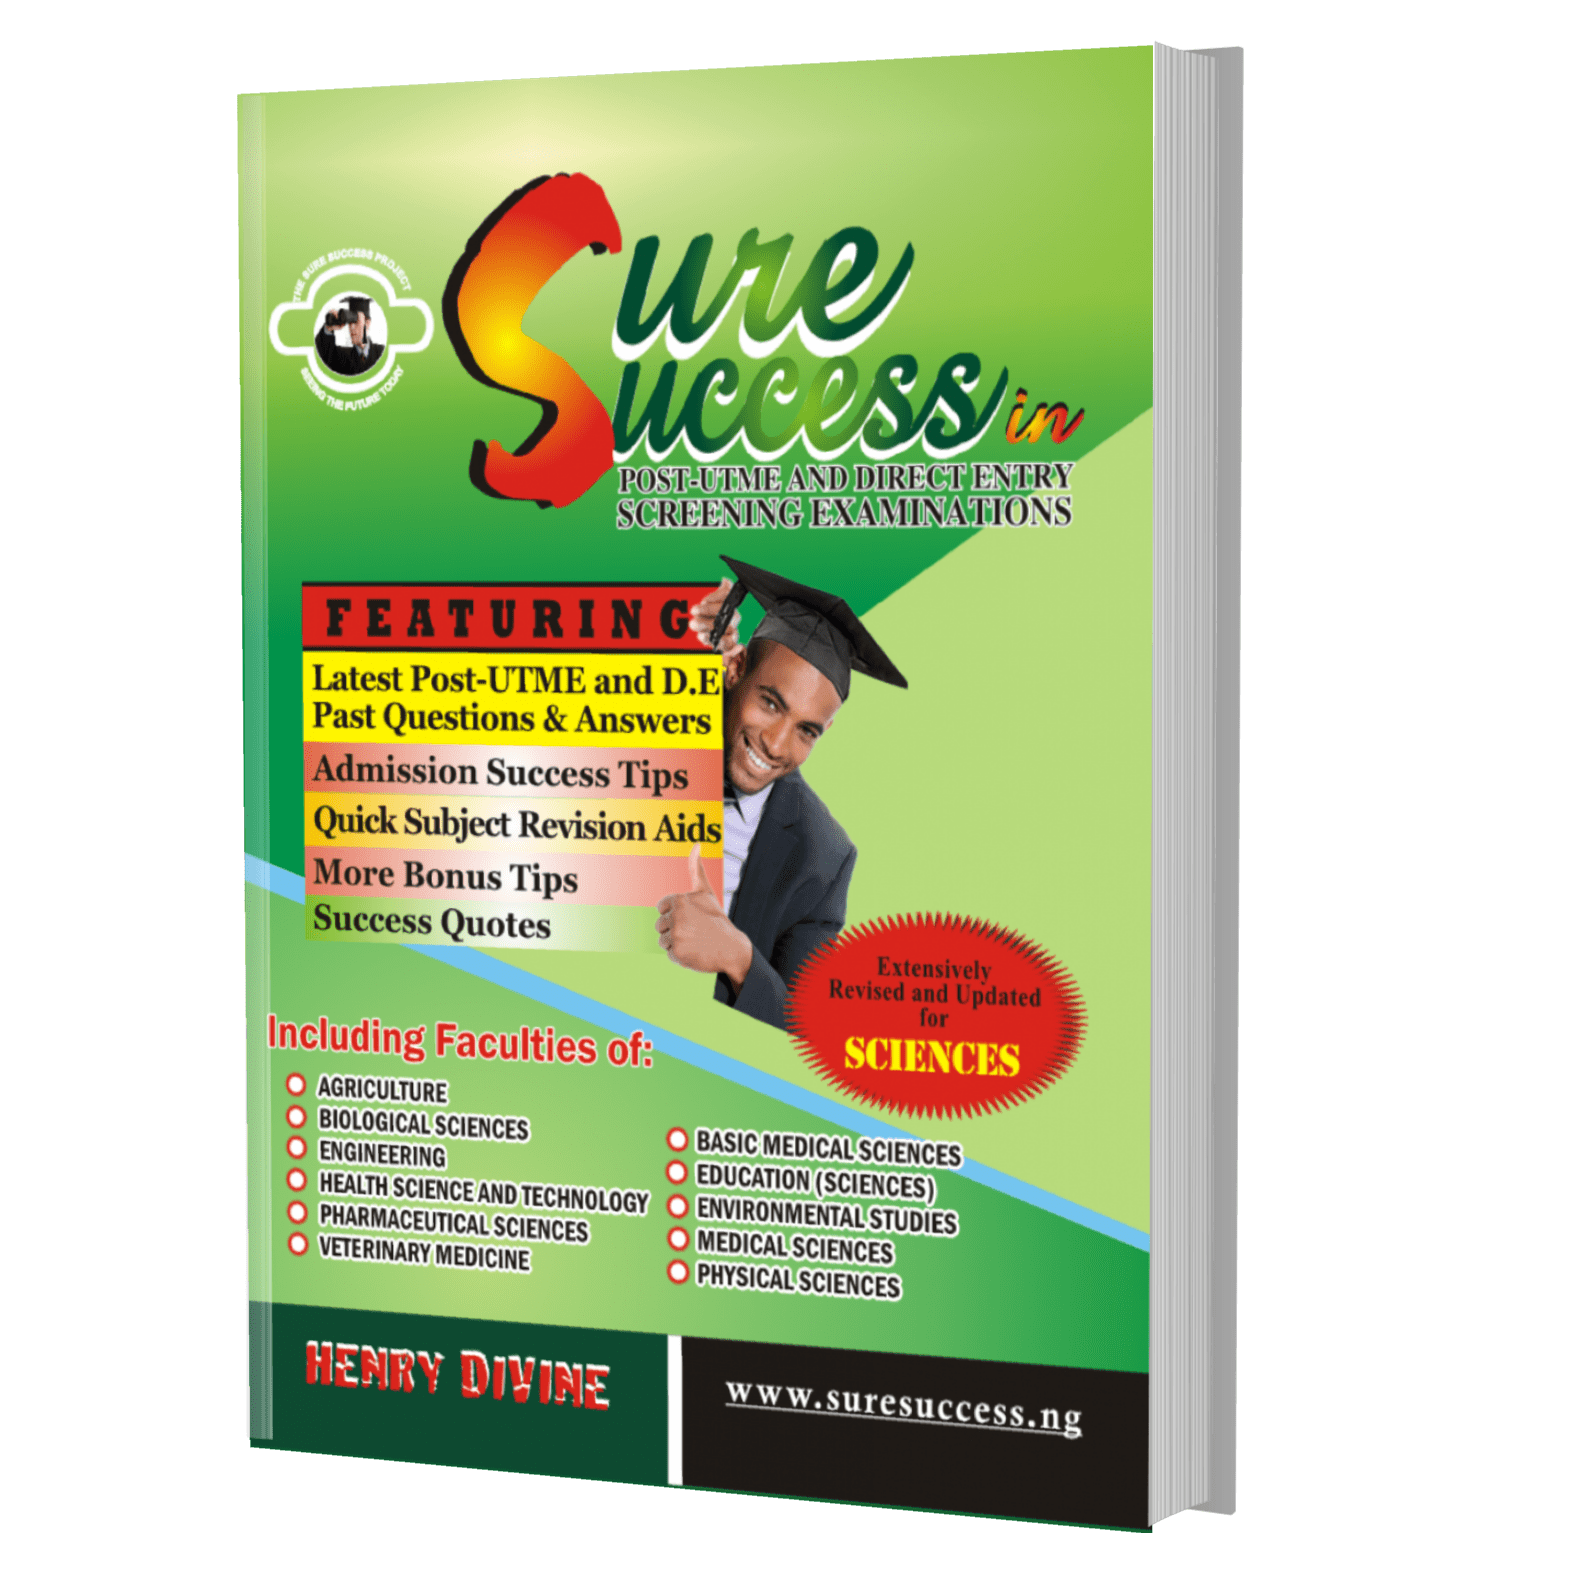 THE SURE SUCCESS PROJECT
SEEING THE FUTURE TODAY
Sure
Success in
POST-UTME AND DIRECT ENTRY
SCREENING EXAMINATIONS
FEATURING
Latest Post-UTME and D.E
Past Questions & Answers
Admission Success Tips
Quick Subject Revision Aids
More Bonus Tips
Success Quotes
Extensively
Revised and Updated
for
SCIENCES
Including Faculties of:
AGRICULTURE
BIOLOGICAL SCIENCES
ENGINEERING
HEALTH SCIENCE AND TECHNOLOGY
PHARMACEUTICAL SCIENCES
VETERINARY MEDICINE
BASIC MEDICAL SCIENCES
EDUCATION (SCIENCES)
ENVIRONMENTAL STUDIES
MEDICAL SCIENCES
PHYSICAL SCIENCES
HENRY DIVINE
www.suresuccess.ng